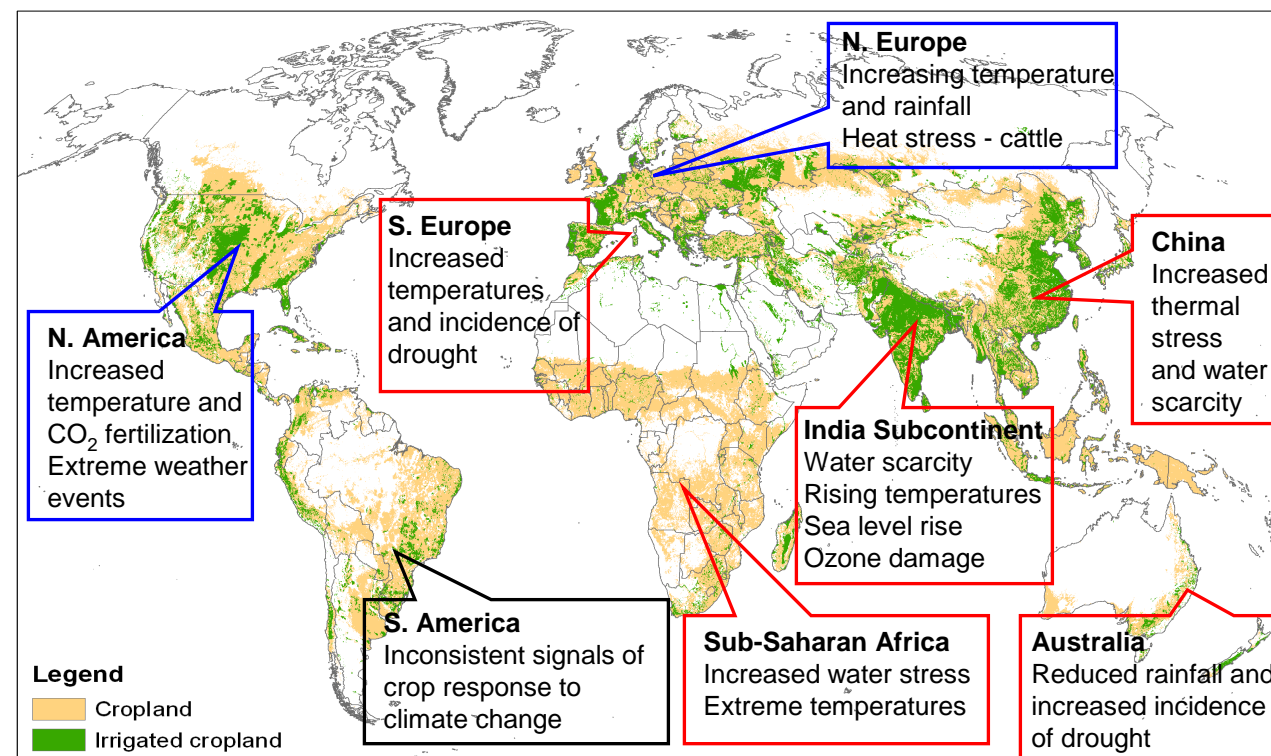 N. Europe
Increasing temperature
and rainfall
Heat stress - cattle
S. Europe
Increased
temperatures
and incidence of
drought
China
Increased
thermal
stress
and water
scarcity
N. America
Increased
temperature and
CO₂ fertilization
Extreme weather
events
India Subcontinent
Water scarcity
Rising temperatures
Sea level rise
Ozone damage
S. America
Inconsistent signals of
crop response to
climate change
Sub-Saharan Africa
Increased water stress
Extreme temperatures
Australia
Reduced rainfall and
increased incidence
of drought
Legend
Cropland
Irrigated cropland